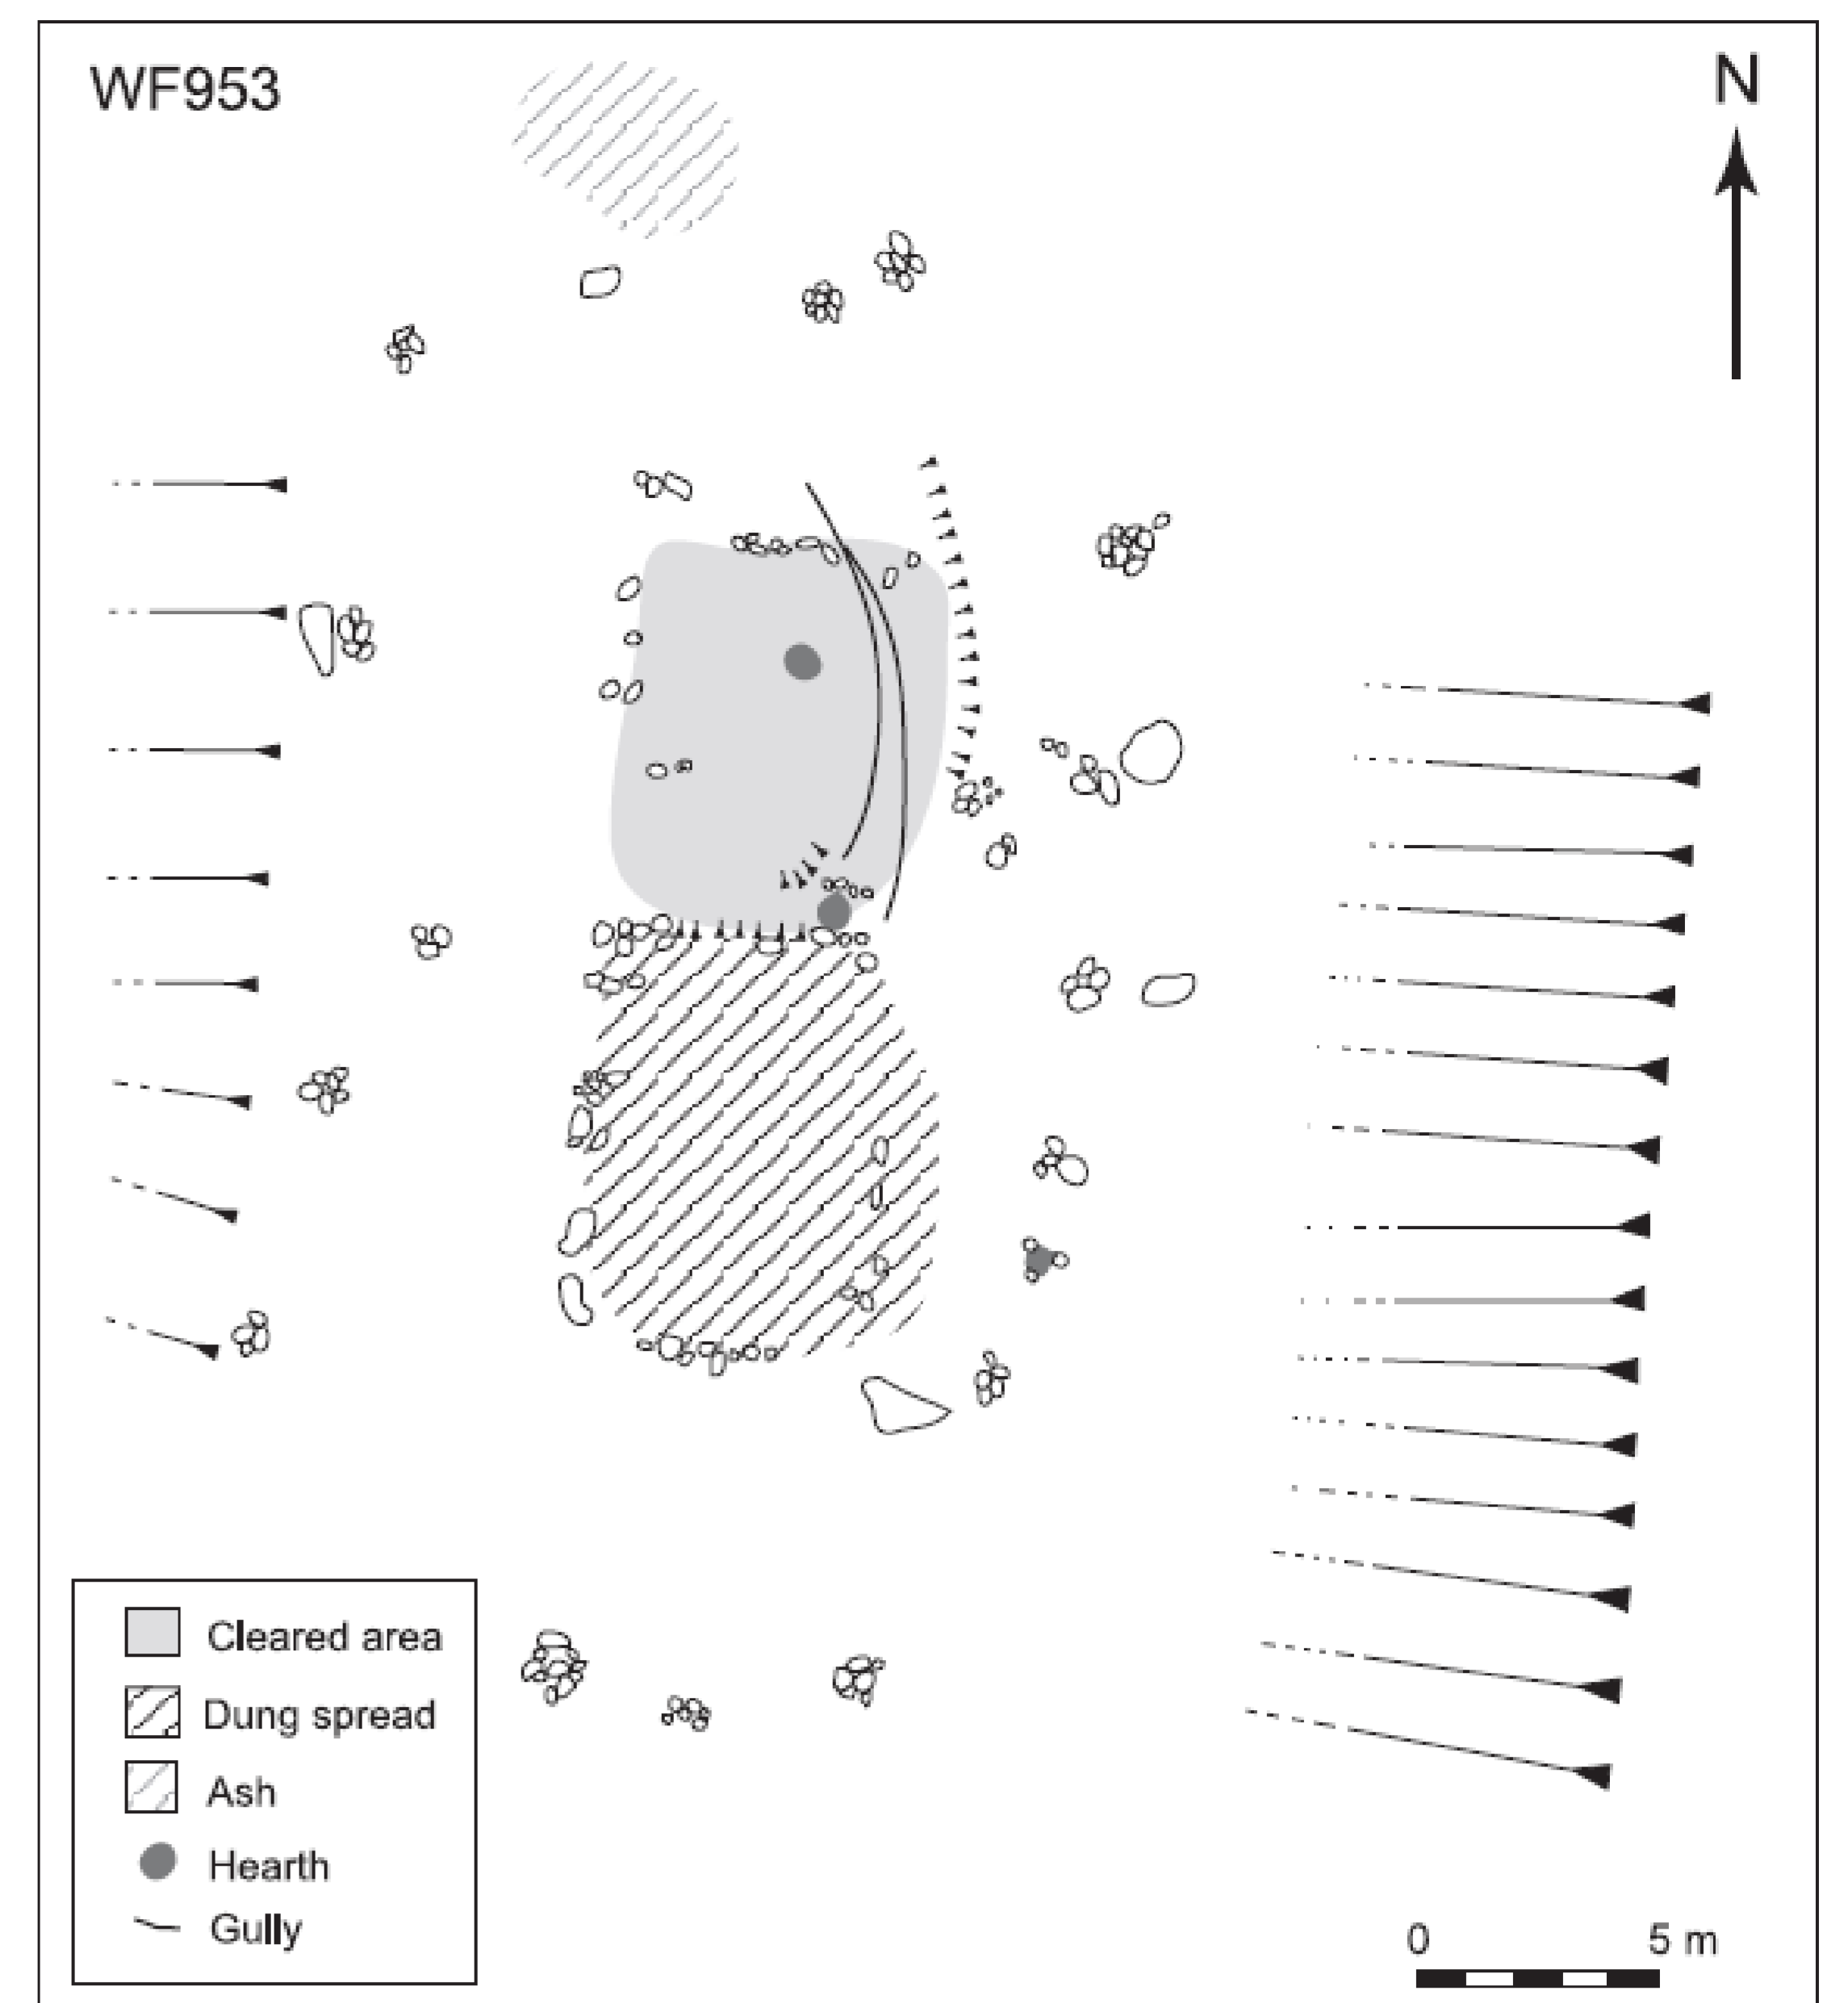 WF953
N
Cleared area
Dung spread
Ash
Hearth
Gully
0 5 m